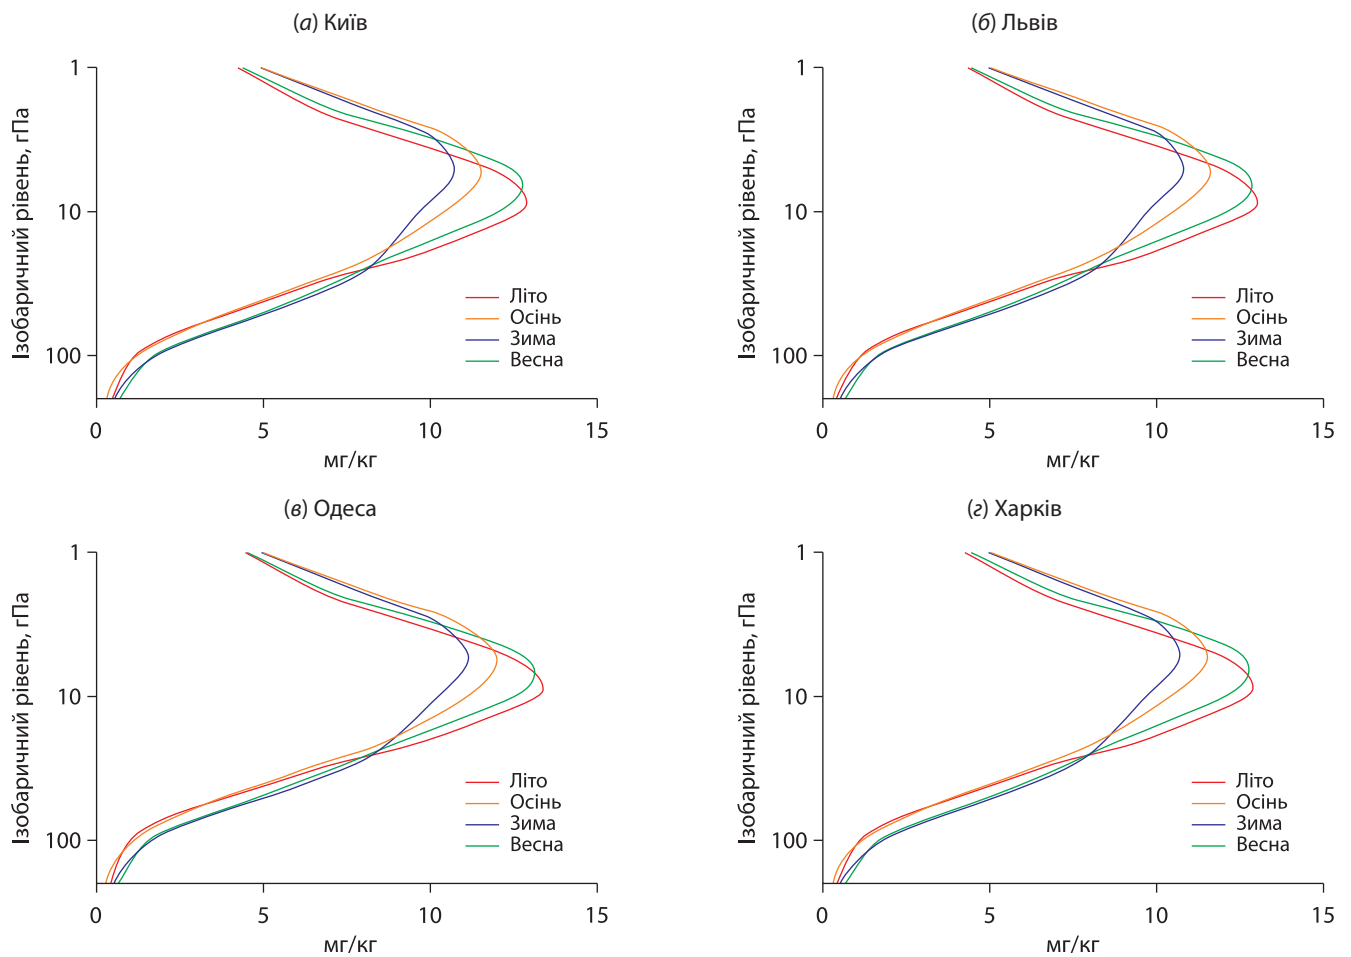 (а) Київ
1
10
100
Ізобаричний рівень, гПа
Літо
Осінь
Зима
Весна
0 5 10 15
мг/кг
(б) Львів
1
10
100
Ізобаричний рівень, гПа
Літо
Осінь
Зима
Весна
0 5 10 15
мг/кг
(в) Одеса
1
10
100
Ізобаричний рівень, гПа
Літо
Осінь
Зима
Весна
0 5 10 15
мг/кг
(г) Харків
1
10
100
Ізобаричний рівень, гПа
Літо
Осінь
Зима
Весна
0 5 10 15
мг/кг